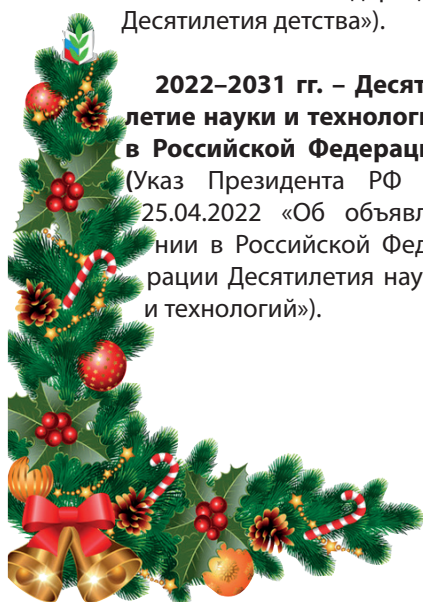 Десятилетия детства»).
2022–2031 гг. – Десят
летие науки и технологи
в Российской Федераци
(Указ Президента РФ
25.04.2022 «Об объявл
нии в Российской Фед
рации Десятилетия нау
и технологий»).